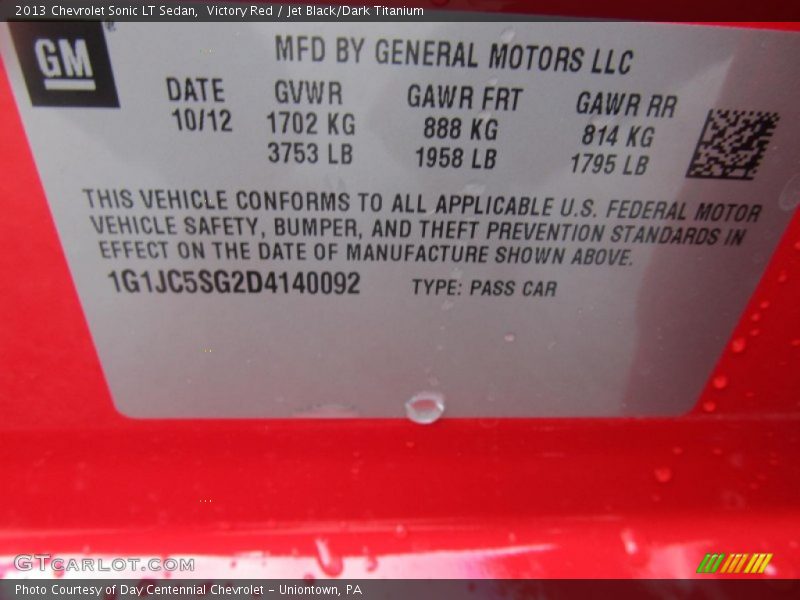 2013 Chevrolet Sonic LT Sedan, Victory Red / Jet Black/Dark Titanium
GM
MFD BY GENERAL MOTORS LLC
DATE GVWR GAWR FRT GAWR RR
10/12 1702 KG 888 KG 814 KG
3753 LB 1958 LB 1795 LB
THIS VEHICLE CONFORMS TO ALL APPLICABLE U.S. FEDERAL MOTOR
VEHICLE SAFETY, BUMPER, AND THEFT PREVENTION STANDARDS IN
EFFECT ON THE DATE OF MANUFACTURE SHOWN ABOVE.
1G1JC5SG2D4140092 TYPE: PASS CAR
GTCARLOT.COM
Photo Courtesy of Day Centennial Chevrolet - Uniontown, PA